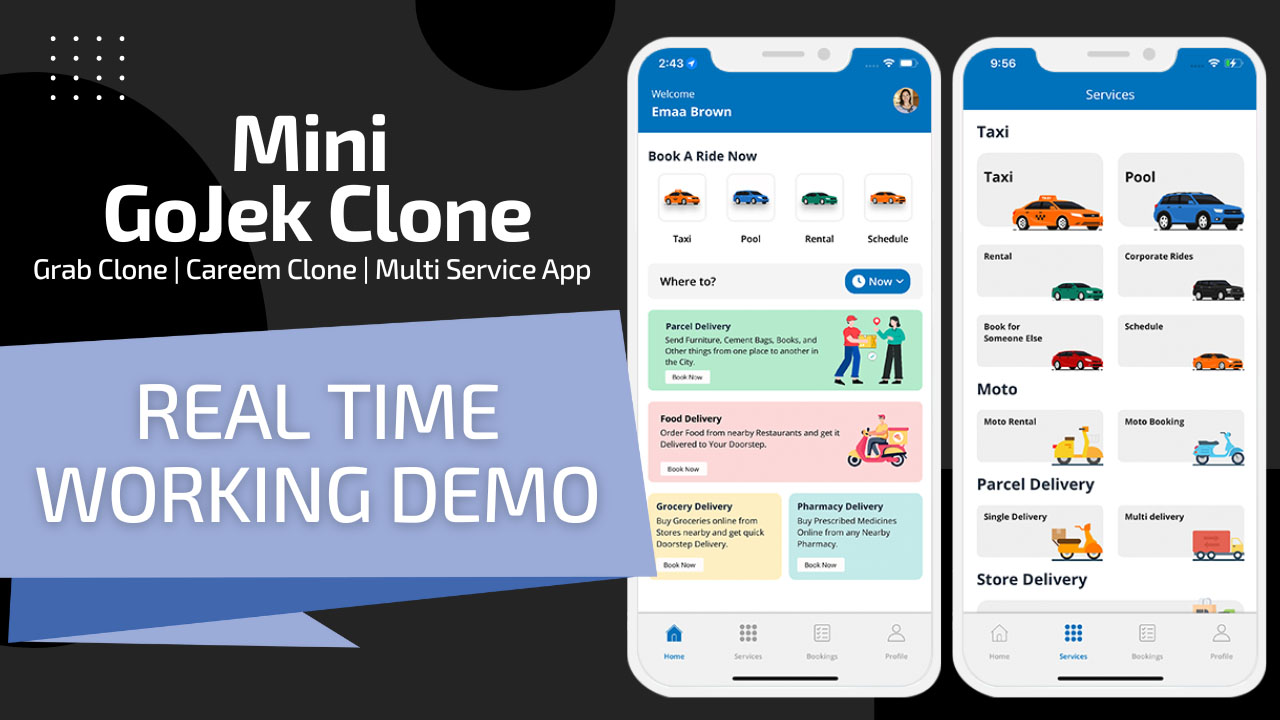 Mini
GoJek Clone
Grab Clone | Careem Clone | Multi Service App
REAL TIME
WORKING DEMO
2:43
Welcome
Emaa Brown
Book A Ride Now
Taxi
Pool
Rental
Schedule
Where to?
Now
Parcel Delivery
Send Furniture, Cement Bags, Books, and
Other things from one place to another in
the City.
Book Now
Food Delivery
Order Food from nearby Restaurants and get it
Delivered to Your Doorstep.
Book Now
Grocery Delivery
Buy Groceries online from
Stores nearby and get quick
Doorstep Delivery.
Book Now
Pharmacy Delivery
Buy Prescribed Medicines
Online from any Nearby
Pharmacy.
Book Now
Home
Services
Bookings
Profile
9:56
Services
Taxi
Taxi
Pool
Rental
Corporate Rides
Book for
Someone Else
Schedule
Moto
Moto Rental
Moto Booking
Parcel Delivery
Single Delivery
Multi delivery
Store Delivery
Home
Services
Bookings
Profile